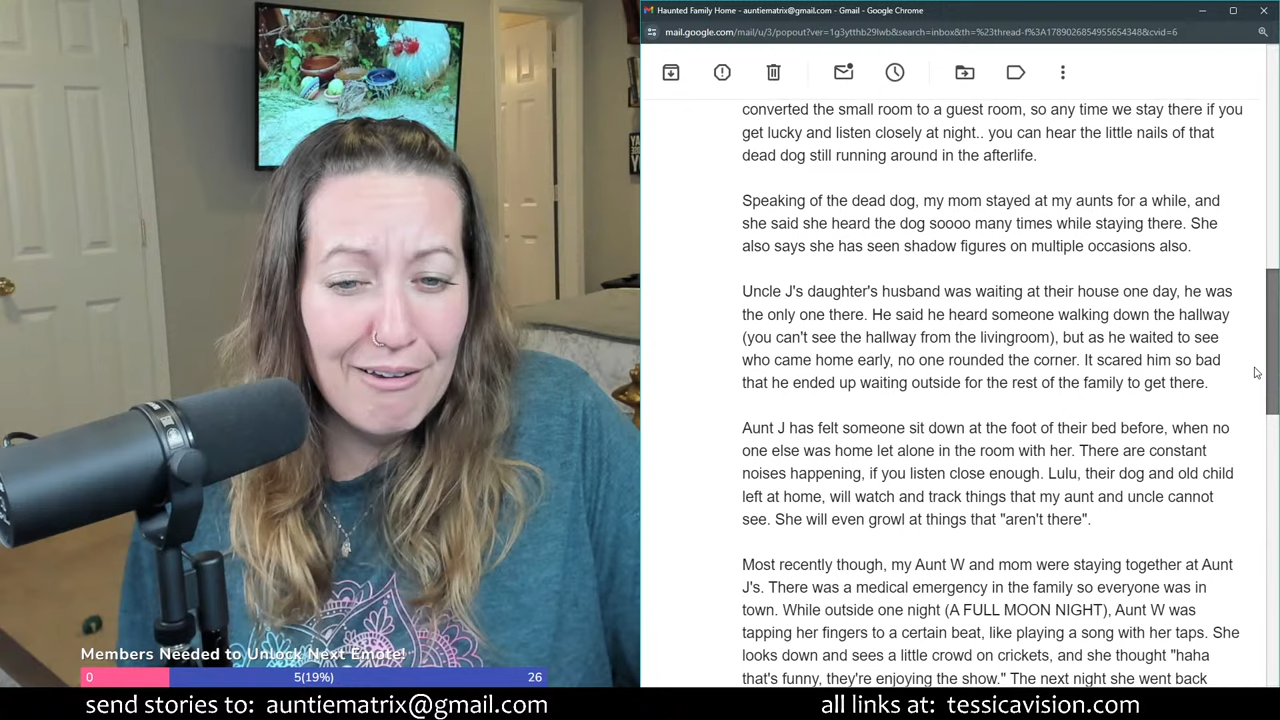 Haunted Family Home - auntiematrix@gmail.com - Gmail - Google Chrome
mail.google.com/mail/u/3/popout?ver=1g3ytthb29lwb&search=inbox&th=%23thread-f%3A1789026854955654348&cvid=6
converted the small room to a guest room, so any time we stay there if you
get lucky and listen closely at night.. you can hear the little nails of that
dead dog still running around in the afterlife.
Speaking of the dead dog, my mom stayed at my aunts for a while, and
she said she heard the dog soooo many times while staying there. She
also says she has seen shadow figures on multiple occasions also.
Uncle J's daughter's husband was waiting at their house one day, he was
the only one there. He said he heard someone walking down the hallway
(you can't see the hallway from the livingroom), but as he waited to see
who came home early, no one rounded the corner. It scared him so bad
that he ended up waiting outside for the rest of the family to get there.
Aunt J has felt someone sit down at the foot of their bed before, when no
one else was home let alone in the room with her. There are constant
noises happening, if you listen close enough. Lulu, their dog and old child
left at home, will watch and track things that my aunt and uncle cannot
see. She will even growl at things that "aren't there".
Most recently though, my Aunt W and mom were staying together at Aunt
J's. There was a medical emergency in the family so everyone was in
town. While outside one night (A FULL MOON NIGHT), Aunt W was
tapping her fingers to a certain beat, like playing a song with her taps. She
looks down and sees a little crowd on crickets, and she thought "haha
that's funny, they're enjoying the show." The next night she went back
Members Needed to Unlock Next Emote!
0 5(19%) 26
send stories to: auntiematrix@gmail.com
all links at: tessicavision.com